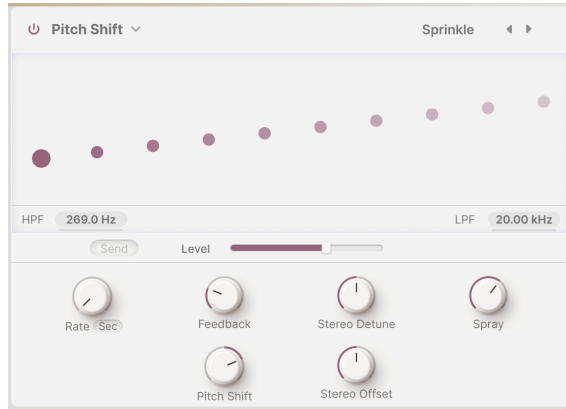 Pitch Shift
Sprinkle
HPF 269.0 Hz
LPF 20.00 kHz
Send
Level
Rate Sec
Feedback
Stereo Detune
Spray
Pitch Shift
Stereo Offset